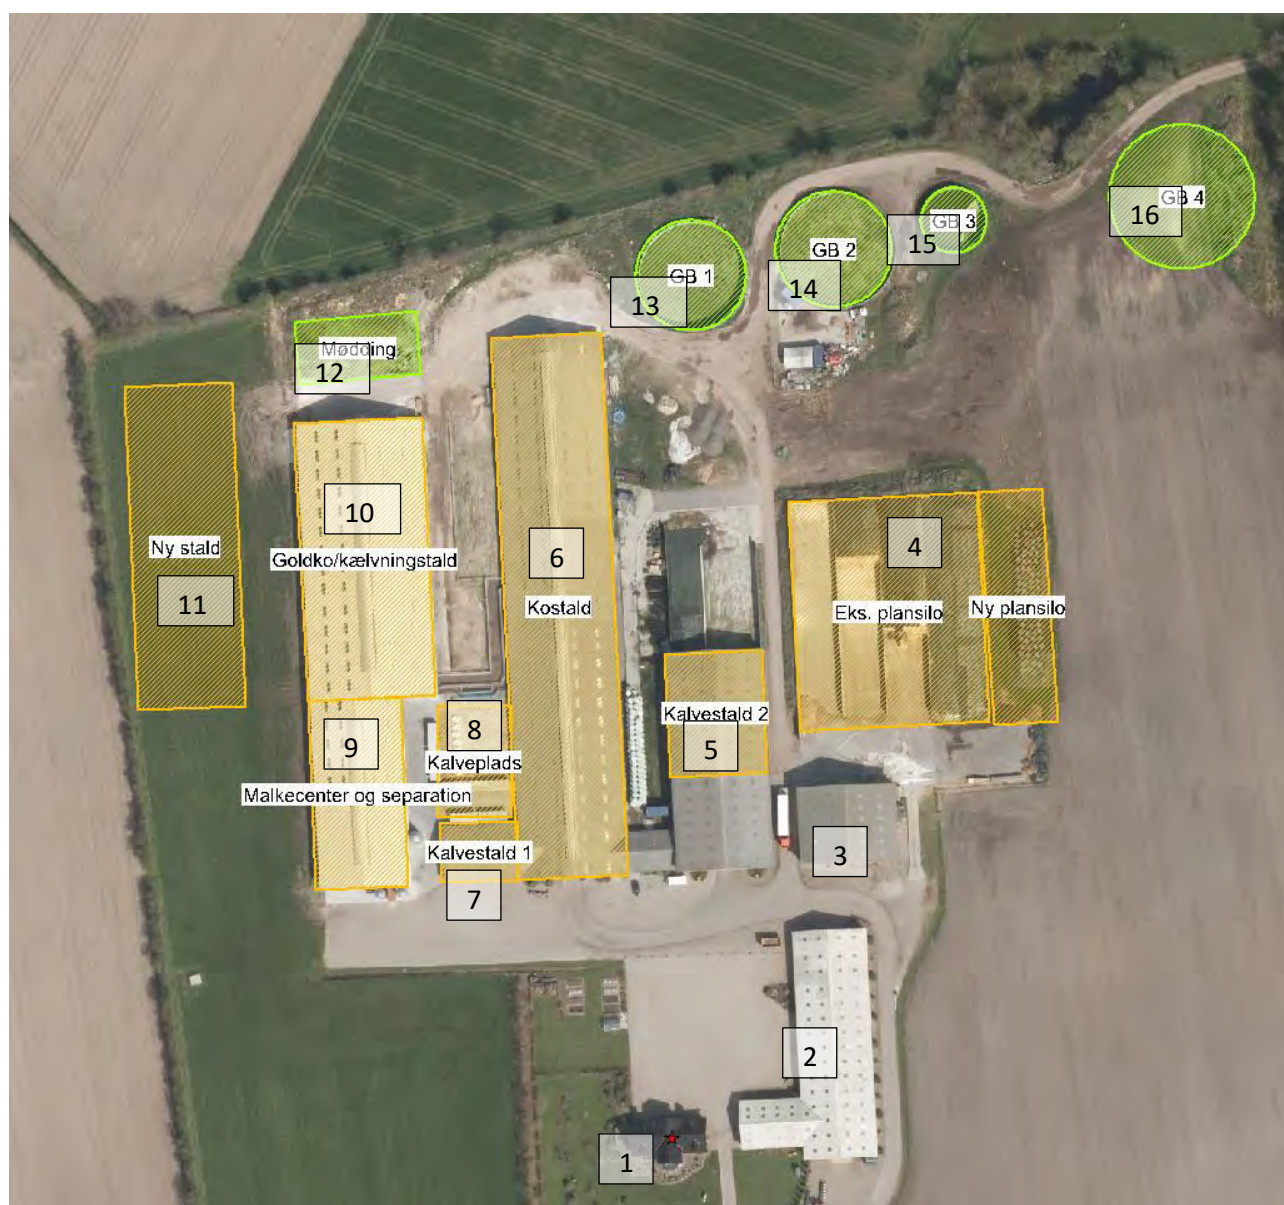 GB 4
16
GB 3
15
GB 2
14
GB 1
13
Mødding
12
10
Goldko/kælvningstald
Ny stald
11
6
Kostald
4
Eks. plansilo
Ny plansilo
Kalvestald 2
5
8
Kalveplads
9
Malkecenter og separation
Kalvestald 1
7
3
2
1